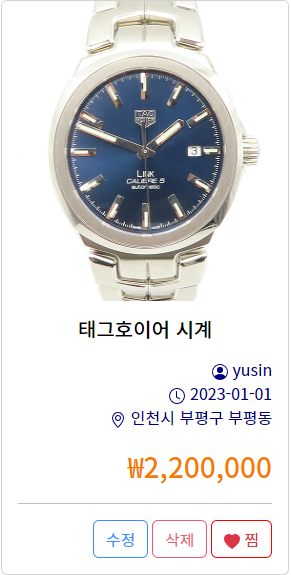 TAG
HEUER
3
LINK
CALIBRE 5
automatic
태그호이어 시계
yusin
2023-01-01
인천시 부평구 부평동
₩2,200,000
수정 삭제 찜